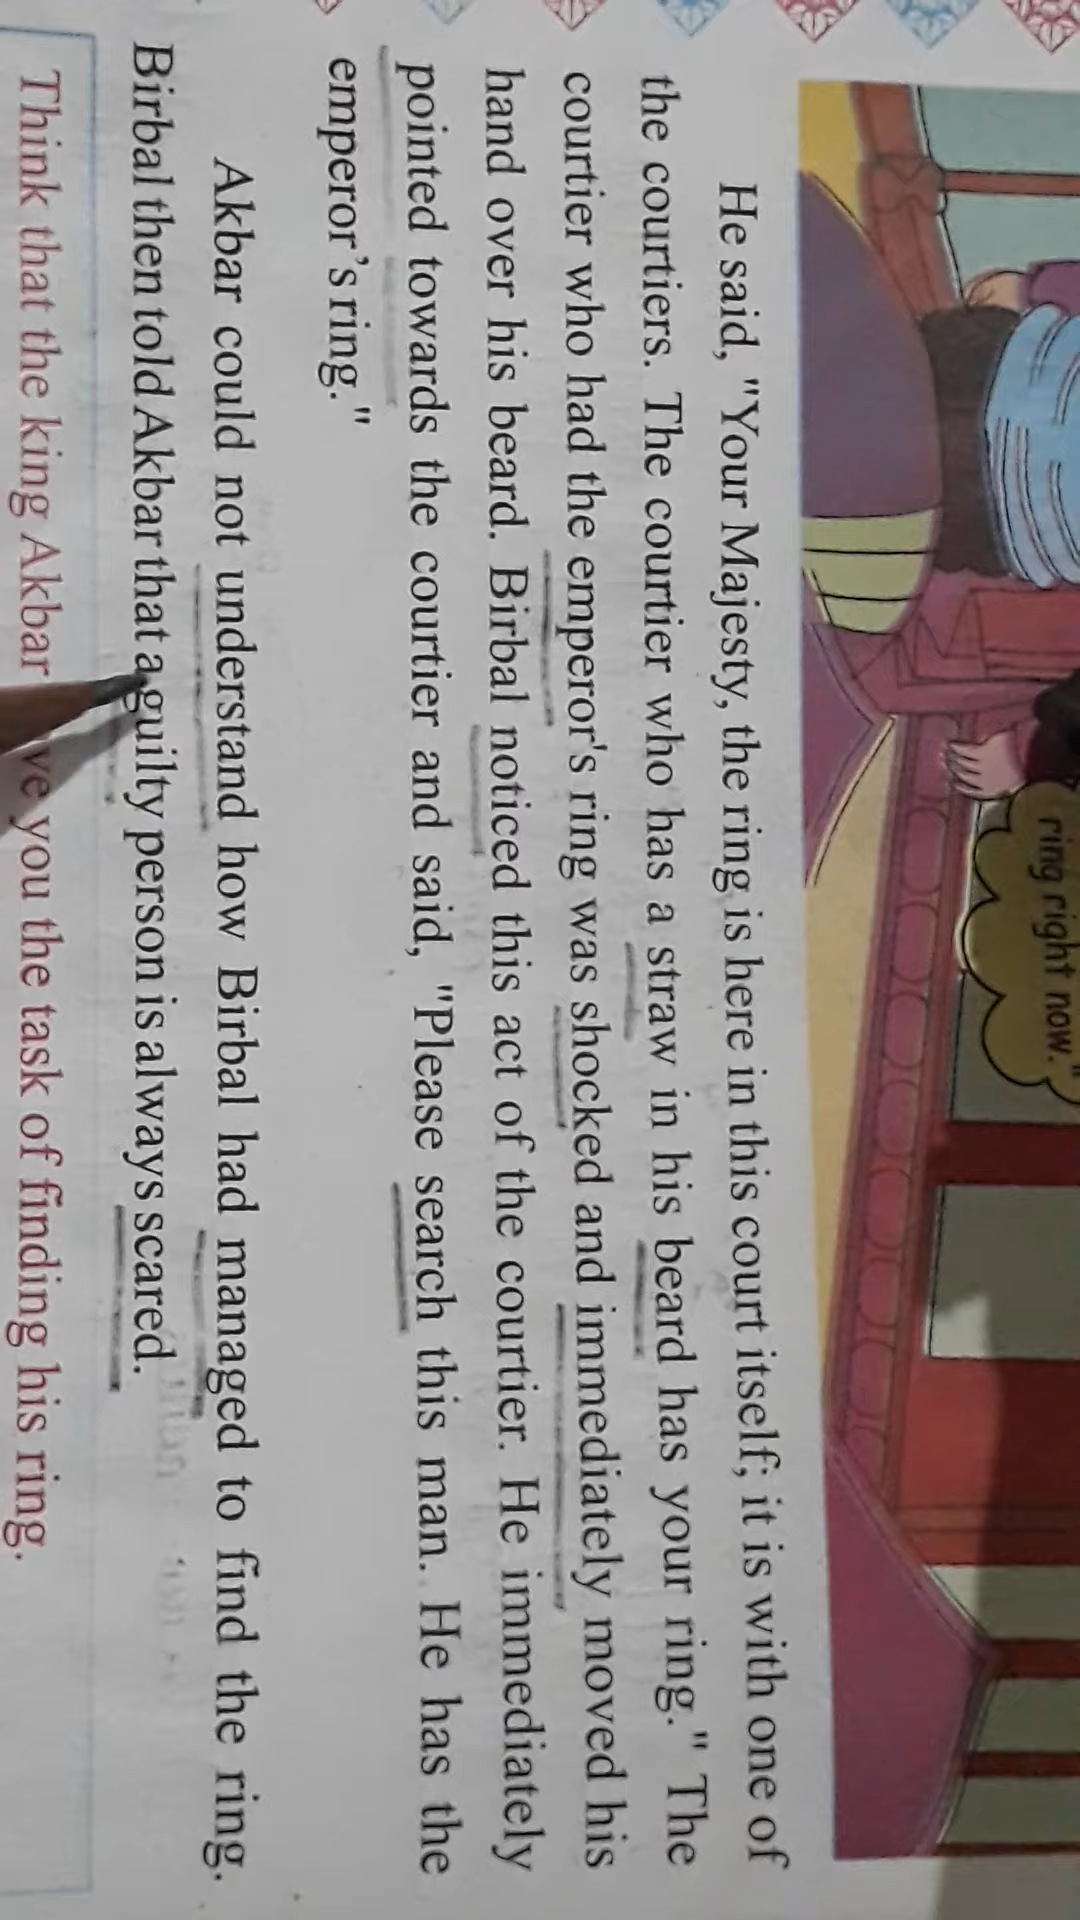 ring right now."
He said, "Your Majesty, the ring is here in this court itself; it is with one of
the courtiers. The courtier who has a straw in his beard has your ring." The
courtier who had the emperor's ring was shocked and immediately moved his
hand over his beard. Birbal noticed this act of the courtier. He immediately
pointed towards the courtier and said, "Please search this man. He has the
emperor's ring."
Akbar could not understand how Birbal had managed to find the ring.
Birbal then told Akbar that a guilty person is always scared.
Think that the king Akbar you the task of finding his ring.